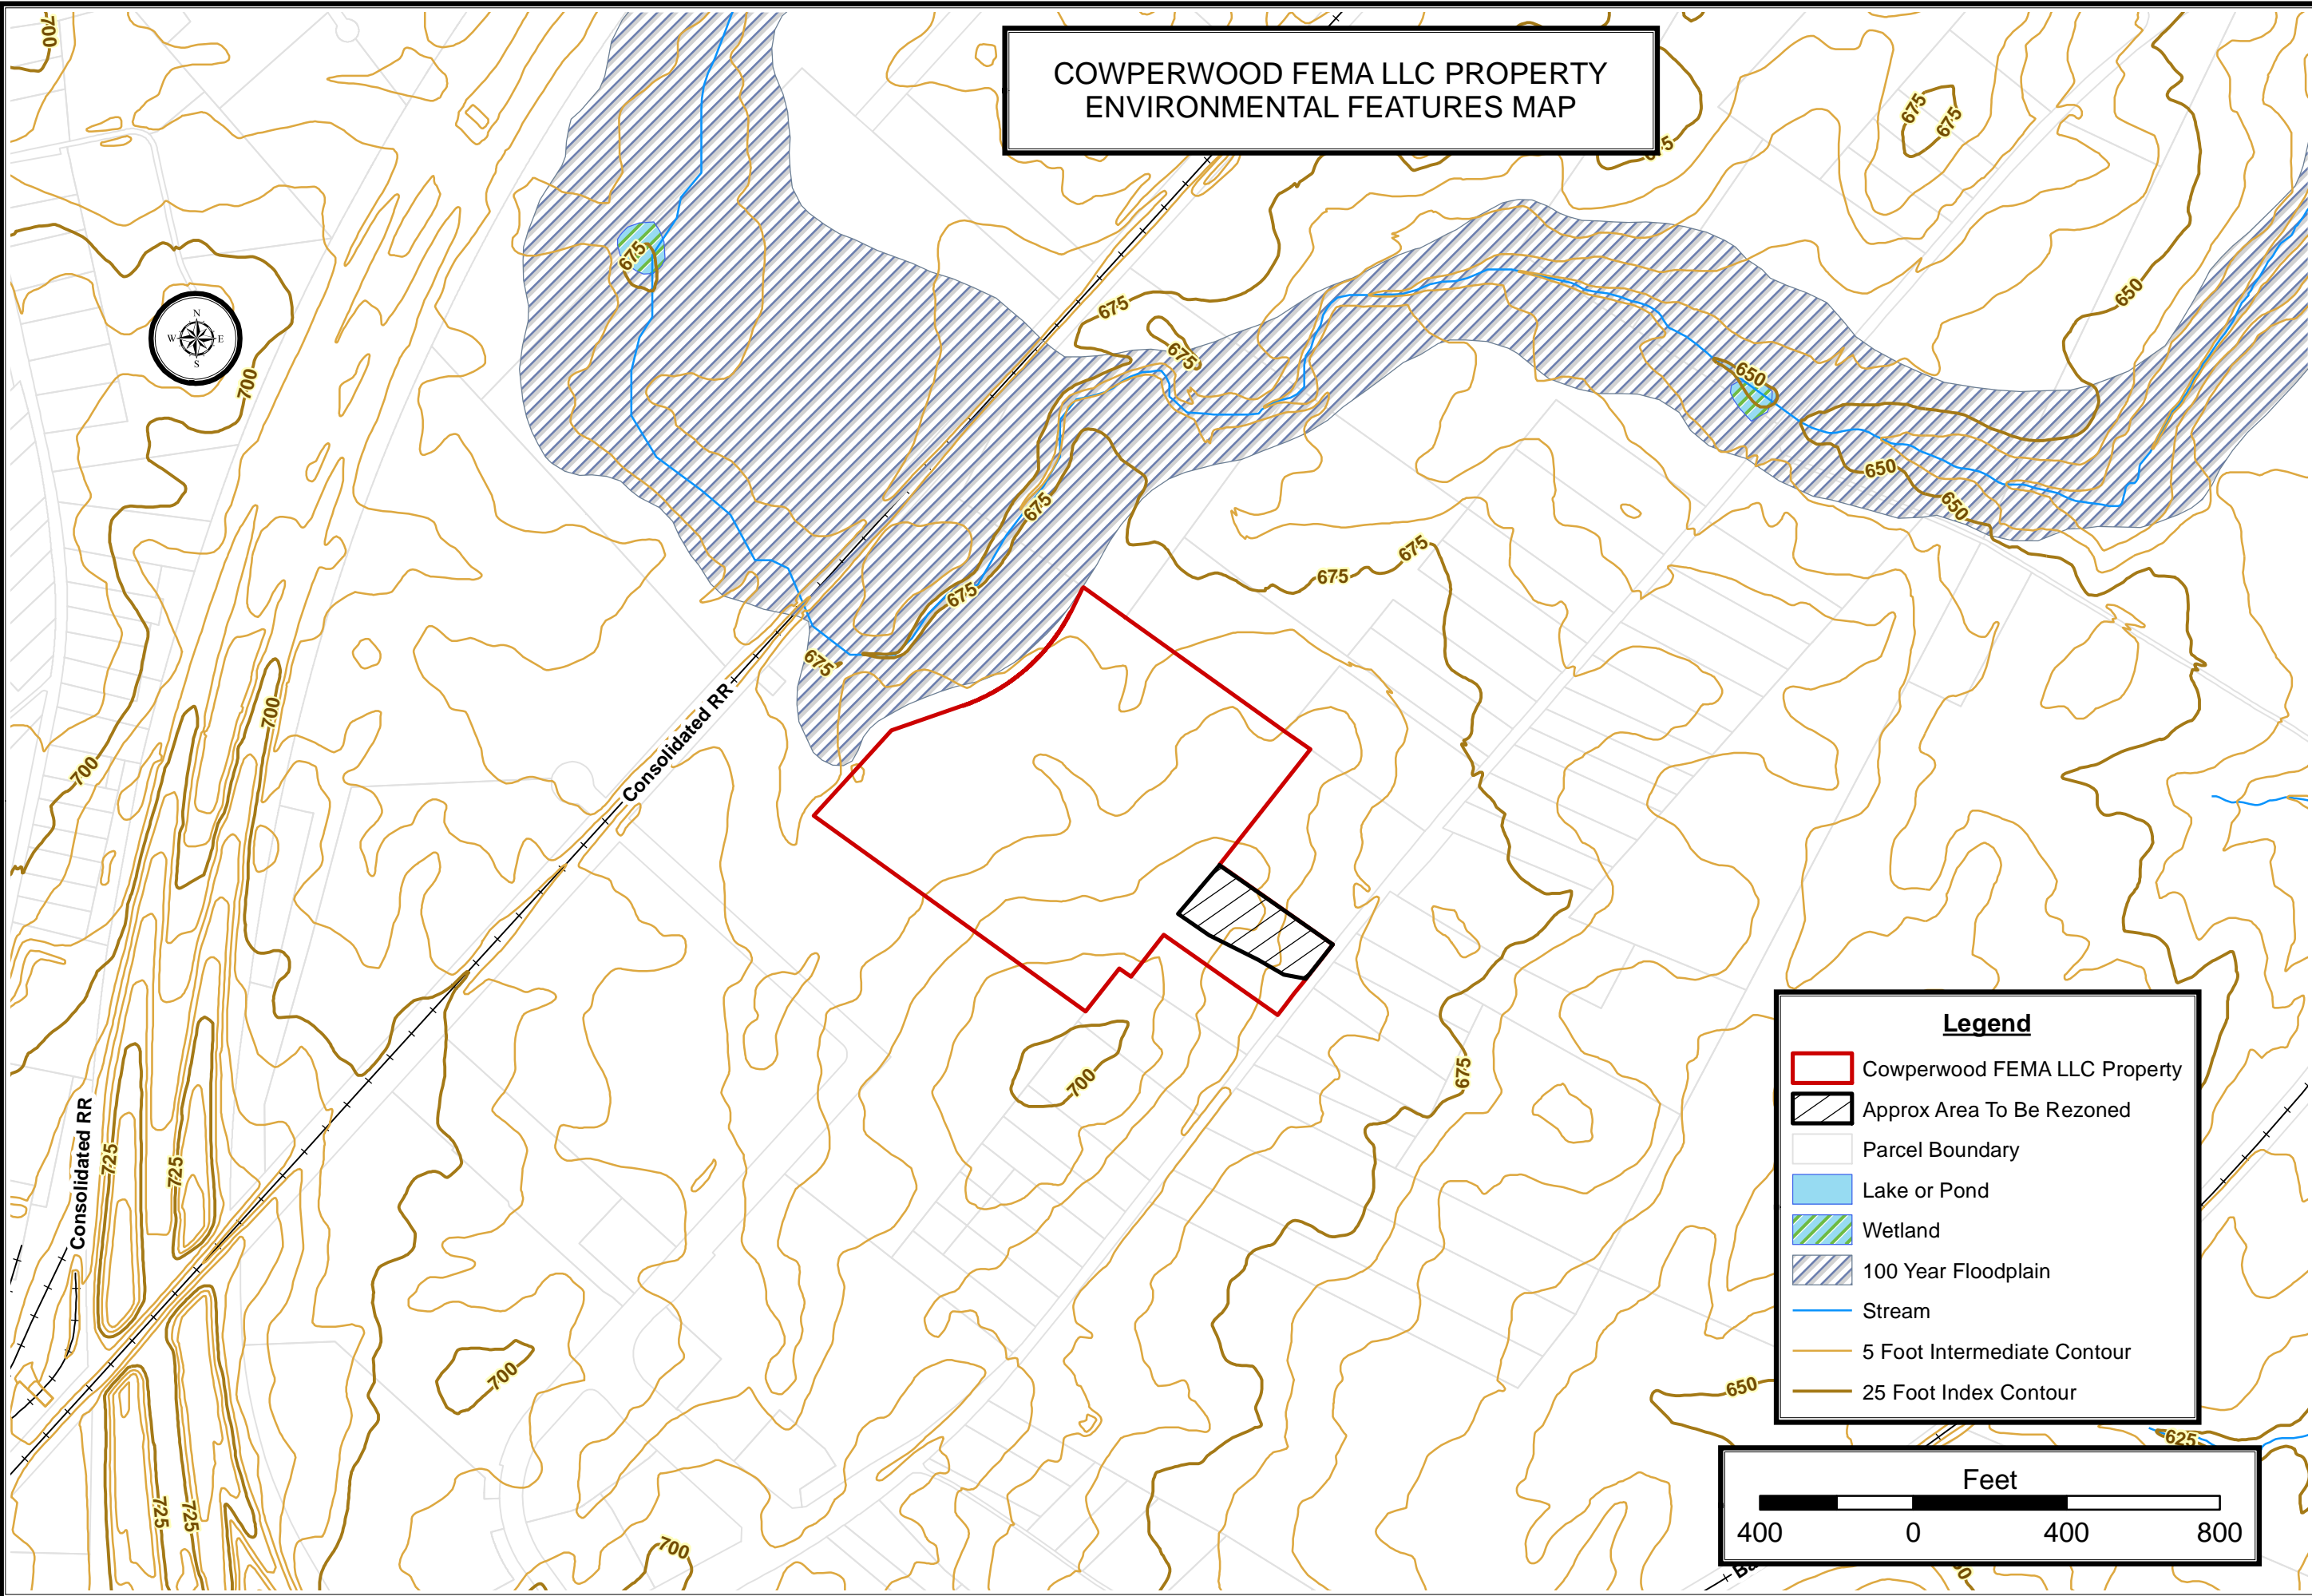 COWPERWOOD FEMA LLC PROPERTY
ENVIRONMENTAL FEATURES MAP
700
675
675
675
N
W E
S
675
675
650
700
675
650
650
650
675
675
675
675
675
Consolidated RR
700
700
700
675
Consolidated RR
725
725
700
650
700
625
725
725
700
Legend
Cowperwood FEMA LLC Property
Approx Area To Be Rezoned
Parcel Boundary
Lake or Pond
Wetland
100 Year Floodplain
Stream
5 Foot Intermediate Contour
25 Foot Index Contour
Feet
400 0 400 800